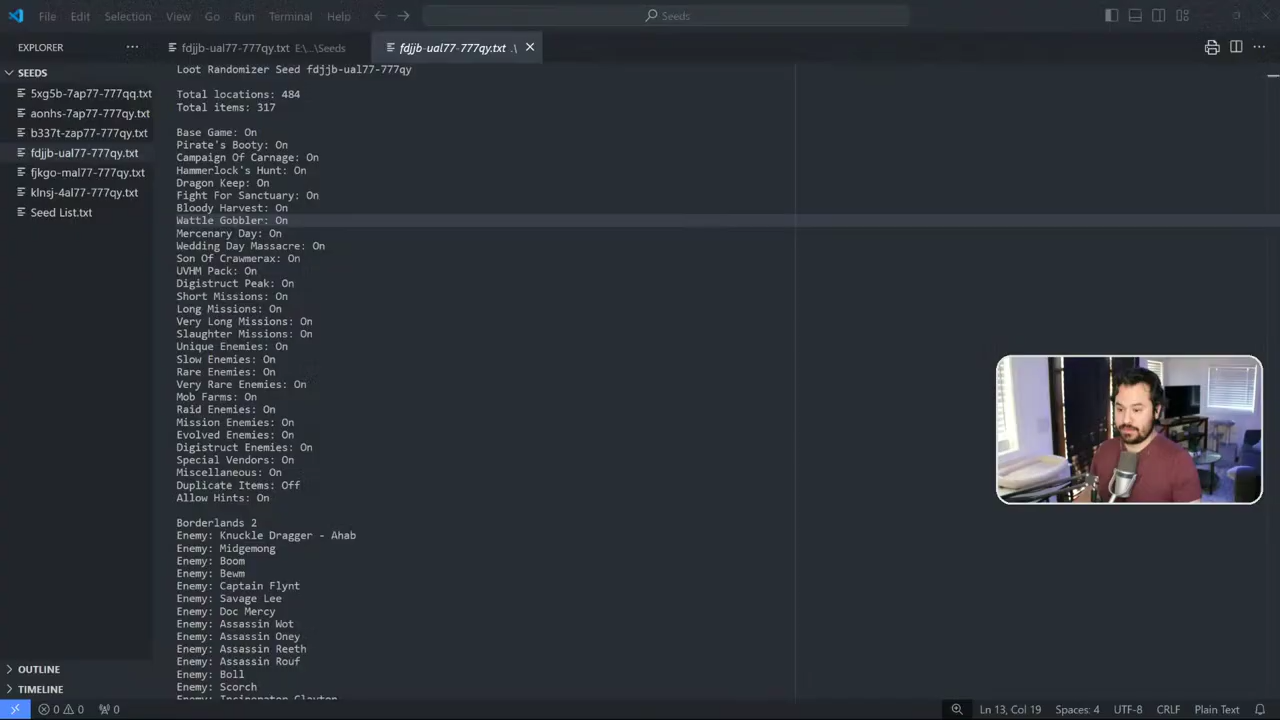 File Edit Selection View Go Run Terminal Help
Seeds
EXPLORER
fdjjb-ual77-777qy.txt E:\...\Seeds
fdjjb-ual77-777qy.txt .\
SEEDS
5xg5b-7ap77-777qq.txt
aonhs-7ap77-777qy.txt
b337t-zap77-777qy.txt
fdjjb-ual77-777qy.txt
fjkgo-mal77-777qy.txt
klnsj-4al77-777qy.txt
Seed List.txt
Loot Randomizer Seed fdjjb-ual77-777qy
Total locations: 484
Total items: 317
Base Game: On
Pirate's Booty: On
Campaign Of Carnage: On
Hammerlock's Hunt: On
Dragon Keep: On
Fight For Sanctuary: On
Bloody Harvest: On
Wattle Gobbler: On
Mercenary Day: On
Wedding Day Massacre: On
Son Of Crawmerax: On
UVHM Pack: On
Digistruct Peak: On
Short Missions: On
Long Missions: On
Very Long Missions: On
Slaughter Missions: On
Unique Enemies: On
Slow Enemies: On
Rare Enemies: On
Very Rare Enemies: On
Mob Farms: On
Raid Enemies: On
Mission Enemies: On
Evolved Enemies: On
Digistruct Enemies: On
Special Vendors: On
Miscellaneous: On
Duplicate Items: Off
Allow Hints: On
Borderlands 2
Enemy: Knuckle Dragger - Ahab
Enemy: Midgemong
Enemy: Boom
Enemy: Bewm
Enemy: Captain Flynt
Enemy: Savage Lee
Enemy: Doc Mercy
Enemy: Assassin Wot
Enemy: Assassin Oney
Enemy: Assassin Reeth
Enemy: Assassin Rouf
Enemy: Boll
Enemy: Scorch
Enemy: Incinerator Clayton
OUTLINE
TIMELINE
0 0 0
Ln 13, Col 19 Spaces: 4 UTF-8 CRLF Plain Text